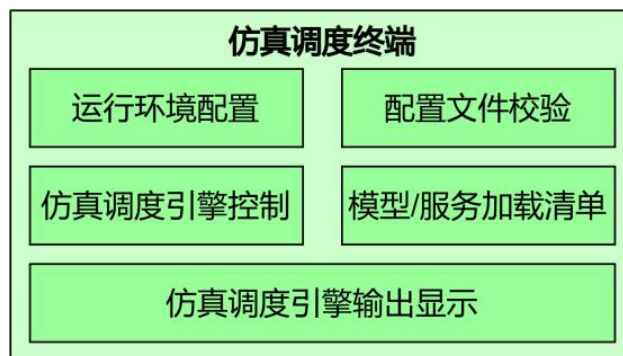 仿真调度终端
运行环境配置
配置文件校验
仿真调度引擎控制
模型/服务加载清单
仿真调度引擎输出显示